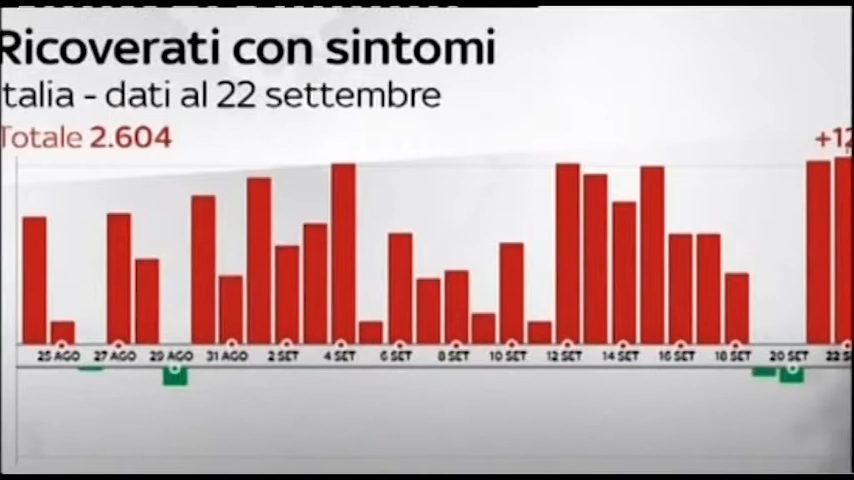 Ricoverati con sintomi
talia - dati al 22 settembre
Totale 2.604
+12
25 AGO 27 AGO 29 AGO 31 AGO 2 SET 4 SET 6 SET 8 SET 10 SET 12 SET 14 SET 16 SET 18 SET 20 SET 22 S